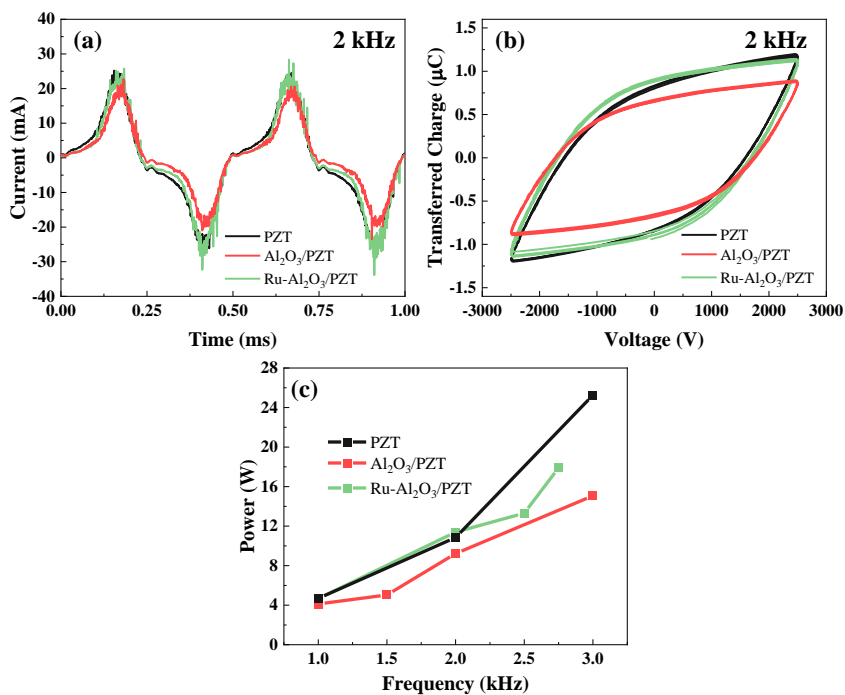 (a)
2 kHz
Current (mA)
40
30
20
10
0
-10
-20
-30
-40
PZT
Al₂O₃/PZT
Ru-Al₂O₃/PZT
0.00 0.25 0.50 0.75 1.00
Time (ms)
(b)
2 kHz
Transferred Charge (μC)
1.5
1.0
0.5
0.0
-0.5
-1.0
-1.5
PZT
Al₂O₃/PZT
Ru-Al₂O₃/PZT
-3000 -2000 -1000 0 1000 2000 3000
Voltage (V)
(c)
Power (W)
28
24
20
16
12
8
4
0
PZT
Al₂O₃/PZT
Ru-Al₂O₃/PZT
1.0 1.5 2.0 2.5 3.0
Frequency (kHz)